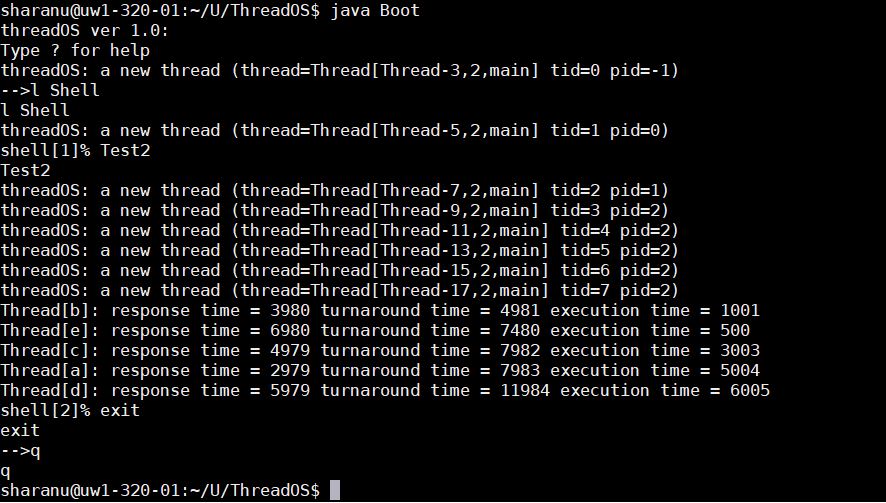 sharanu@uw1-320-01:~/U/ThreadOS$ java Boot
threadOS ver 1.0:
Type ? for help
threadOS: a new thread (thread=Thread[Thread-3,2,main] tid=0 pid=-1)
-->l Shell
l Shell
threadOS: a new thread (thread=Thread[Thread-5,2,main] tid=1 pid=0)
shell[1]% Test2
Test2
threadOS: a new thread (thread=Thread[Thread-7,2,main] tid=2 pid=1)
threadOS: a new thread (thread=Thread[Thread-9,2,main] tid=3 pid=2)
threadOS: a new thread (thread=Thread[Thread-11,2,main] tid=4 pid=2)
threadOS: a new thread (thread=Thread[Thread-13,2,main] tid=5 pid=2)
threadOS: a new thread (thread=Thread[Thread-15,2,main] tid=6 pid=2)
threadOS: a new thread (thread=Thread[Thread-17,2,main] tid=7 pid=2)
Thread[b]: response time = 3980 turnaround time = 4981 execution time = 1001
Thread[e]: response time = 6980 turnaround time = 7480 execution time = 500
Thread[c]: response time = 4979 turnaround time = 7982 execution time = 3003
Thread[a]: response time = 2979 turnaround time = 7983 execution time = 5004
Thread[d]: response time = 5979 turnaround time = 11984 execution time = 6005
shell[2]% exit
exit
-->q
q
sharanu@uw1-320-01:~/U/ThreadOS$